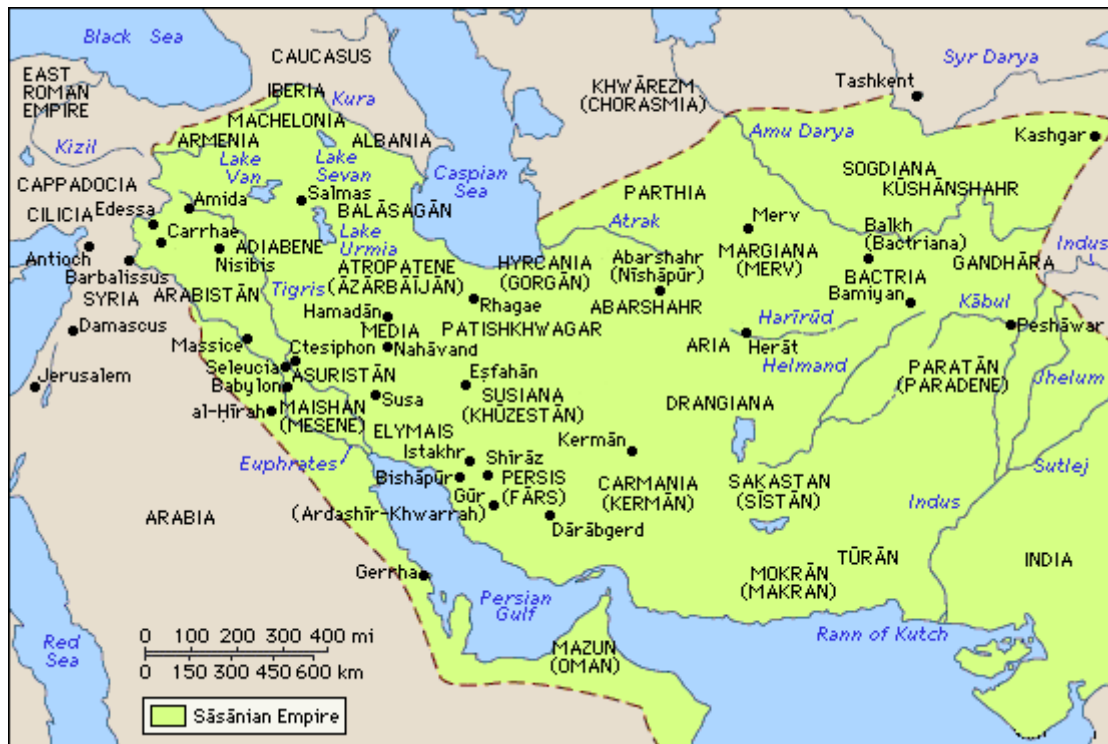 Black Sea
CAUCASUS
Syr Darya
EAST
ROMAN
EMPIRE
IBERIA
Kura
KHWĀREZM
(CHORASMIA)
Tashkent
MACHELONIA
Amu Darya
Kashgar
Kizil
ARMENIA
ALBANIA
Lake
Van
Lake
Sevan
Caspian
Sea
SOGDIANA
KŪSHĀNSHAHR
CAPPADOCIA
PARTHIA
CILICIA
Edessa
Amida
Salmas
BALĀSAGĀN
Atrak
Merv
Carrhae
Lake
Urmia
Balkh
(Bactriana)
Indus
Antioch
ADIABENE
Nisibis
HYRCANIA
(GORGĀN)
Abarshahr
(Nīshāpūr)
MARGIANA
(MERV)
GANDHĀRA
Barbalissus
ATROPATENE
(ĀZARBĀĪJĀN)
BACTRIA
SYRIA
ARABISTĀN
Tigris
Rhagae
ABARSHAHR
Bamiyan
Kābul
Hamadān
Damascus
MEDIA
PATISHKHWAGAR
Harīrūd
Peshāwar
Massice
Ctesiphon
Nahāvand
ARIA
Herāt
Seleucia
ASURISTĀN
Helmand
PARATĀN
(PARADENE)
Jhelum
Jerusalem
Babylon
Eṣfahān
SUSIANA
(KHŪZESTĀN)
al-Ḥīrah
MAISHĀN
(MESENE)
Susa
DRANGIANA
ELYMAIS
Kermān
Euphrates
Istakhr
Shīrāz
Sutlej
Bishāpūr
PERSIS
(FĀRS)
CARMANIA
(KERMĀN)
SAKASTAN
(SĪSTĀN)
Indus
Gūr
(Ardashīr-Khwarrah)
ARABIA
Dārābgerd
TŪRĀN
INDIA
Gerrha
MOKRĀN
(MAKRAN)
Persian
Gulf
Rann of Kutch
Red
Sea
0 100 200 300 400 mi
0 150 300 450 600 km
MAZUN
(OMAN)
Sāsānian Empire